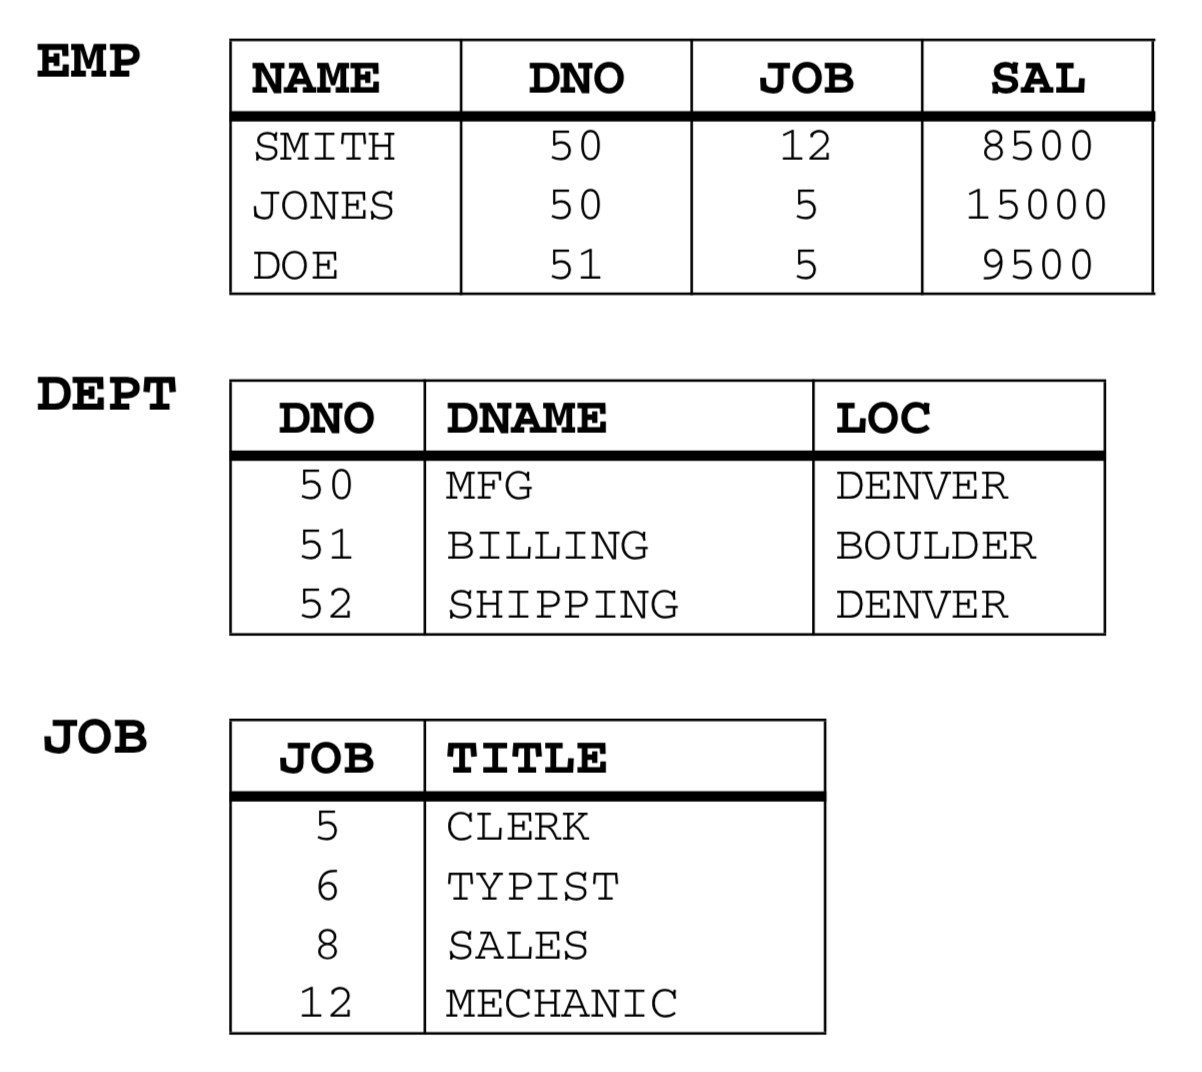 EMP
NAME DNO JOB SAL
SMITH 50 12 8500
JONES 50 5 15000
DOE 51 5 9500
DEPT
DNO DNAME LOC
50 MFG DENVER
51 BILLING BOULDER
52 SHIPPING DENVER
JOB
JOB TITLE
5 CLERK
6 TYPIST
8 SALES
12 MECHANIC